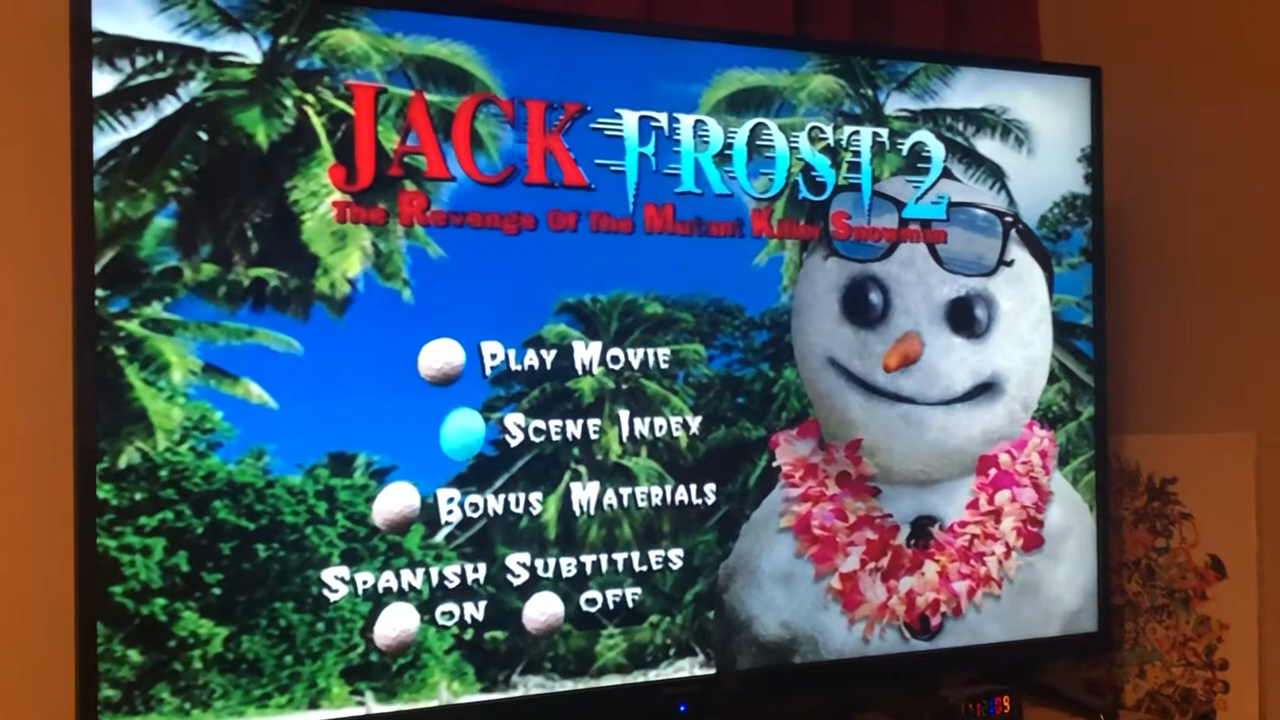 JACK FROST 2
The Revenge Of The Mutant Killer Snowman
PLAY MOVIE
SCENE INDEX
BONUS MATERIALS
SPANISH SUBTITLES
ON OFF